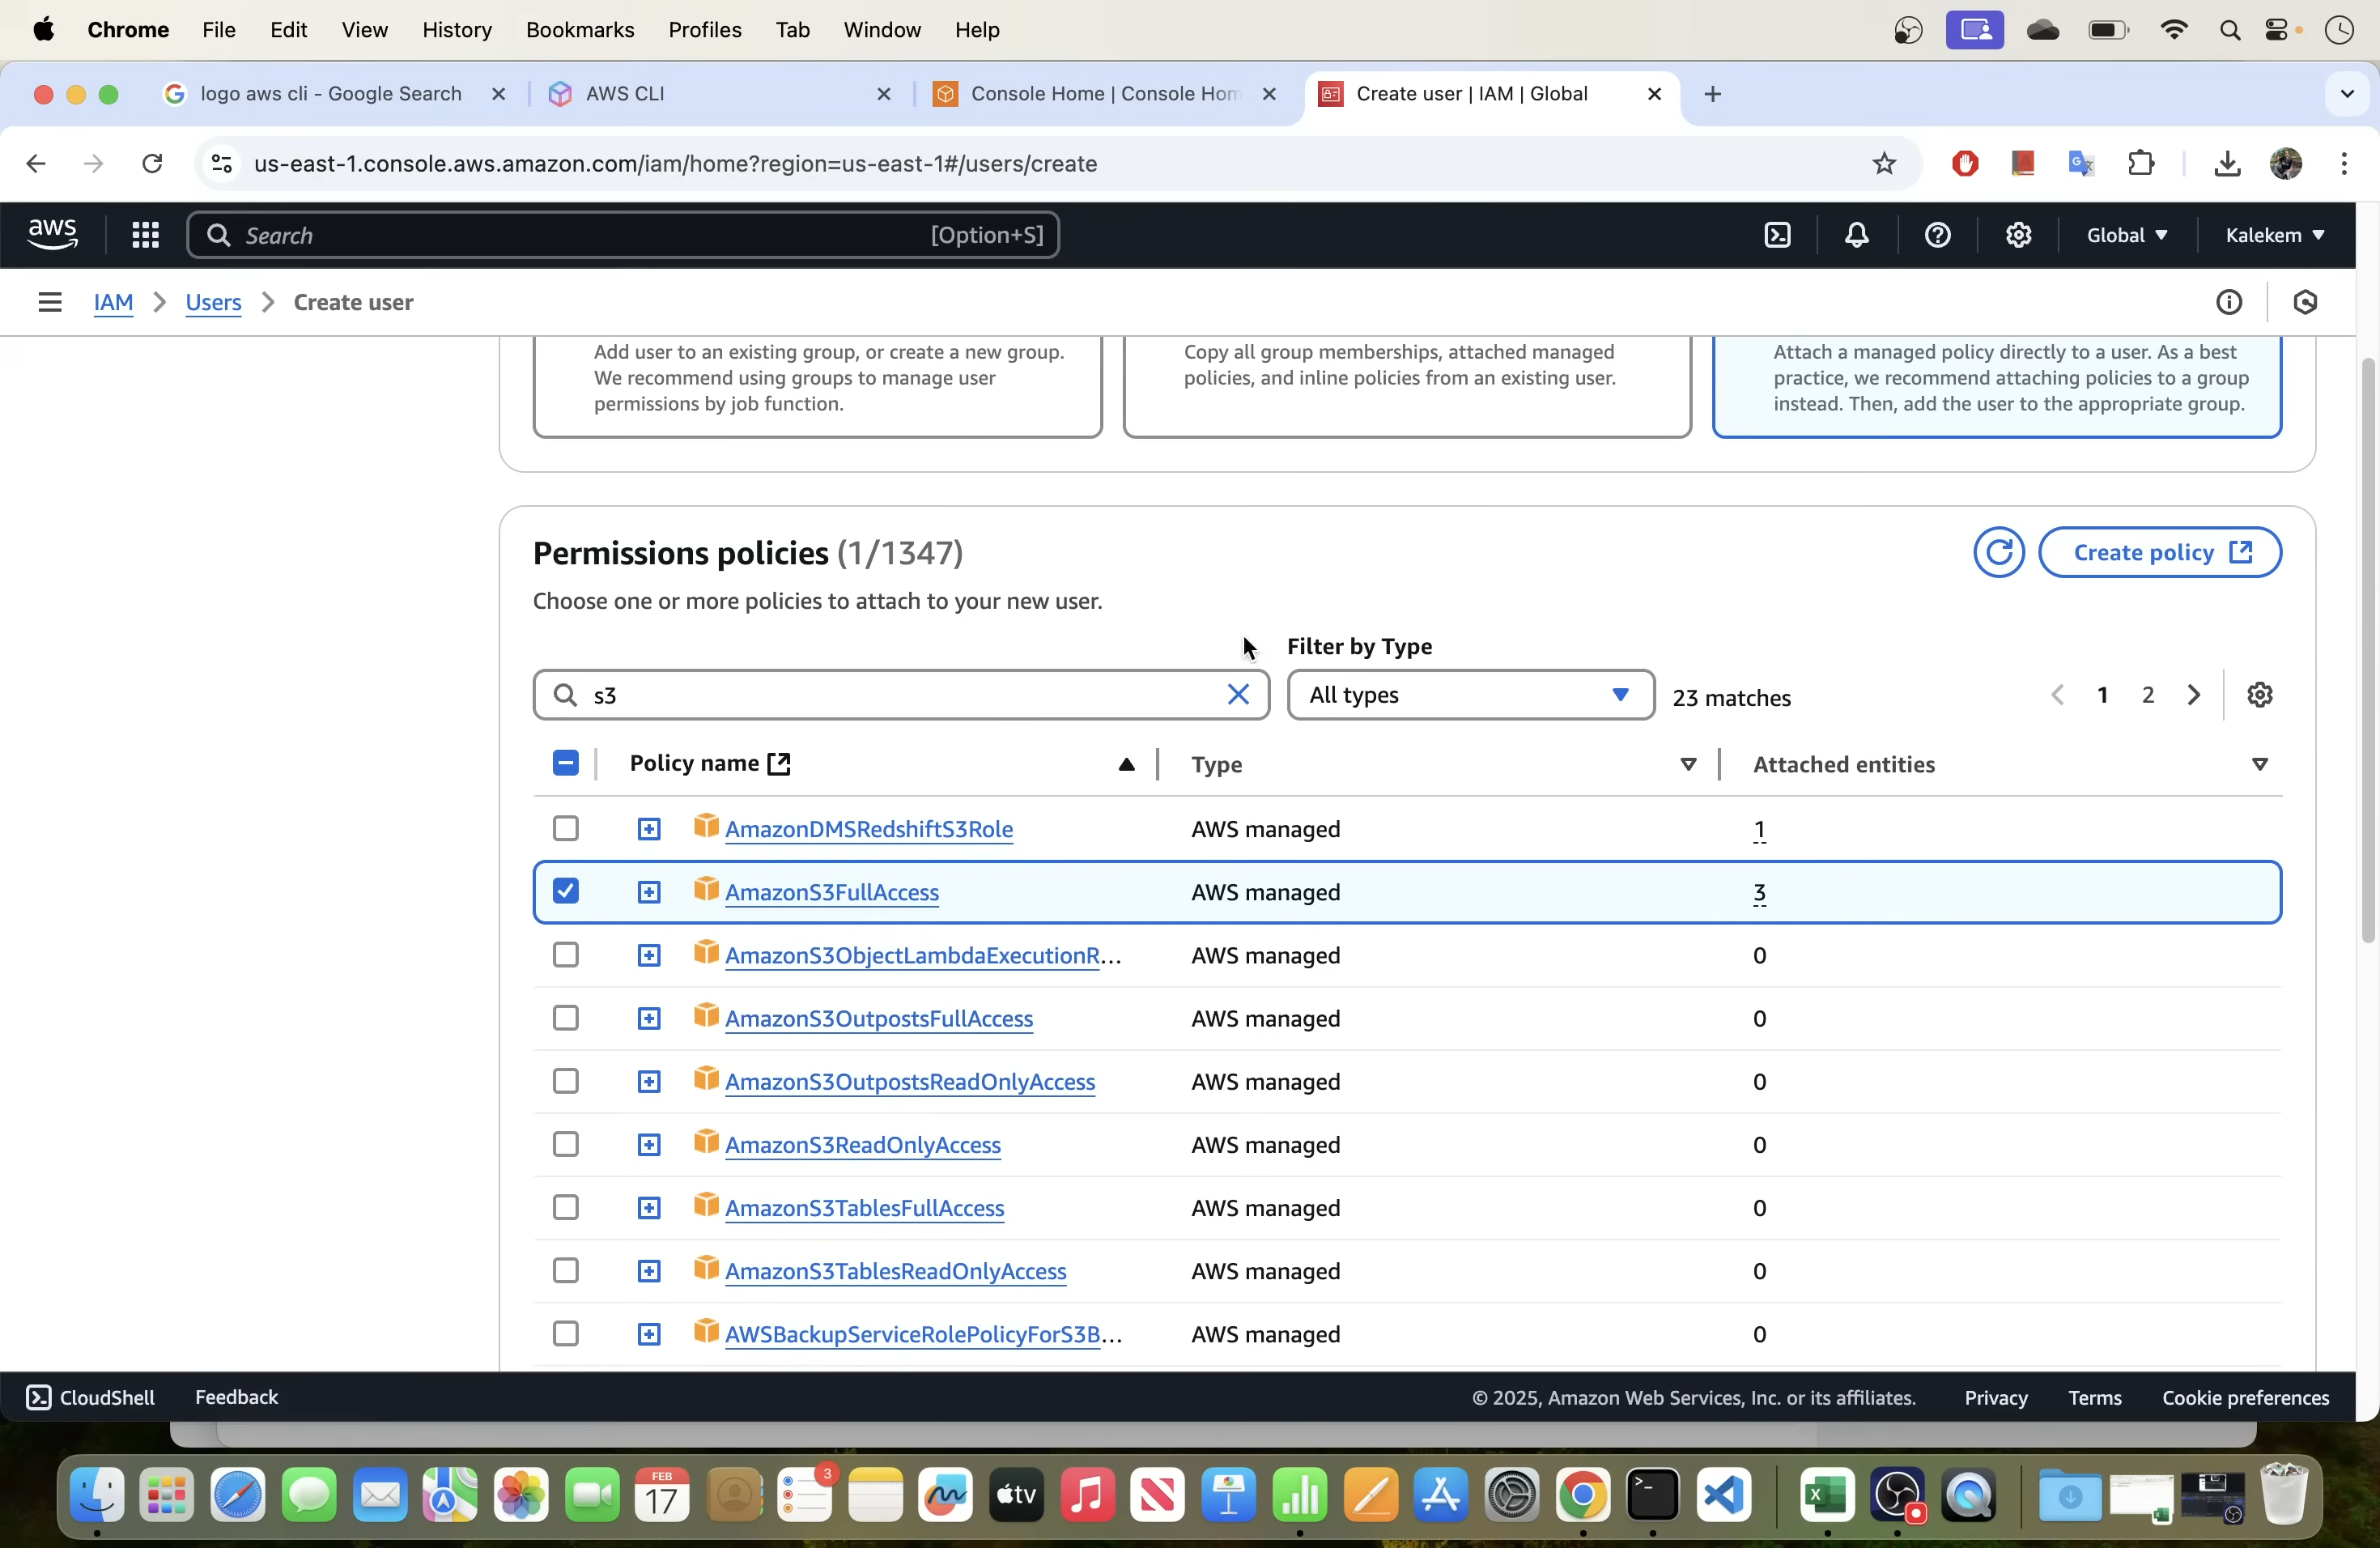 Chrome File Edit View History Bookmarks Profiles Tab Window Help
logo aws cli - Google Search
AWS CLI
Console Home | Console Hom
Create user | IAM | Global
us-east-1.console.aws.amazon.com/iam/home?region=us-east-1#/users/create
aws
Search
[Option+S]
Global
Kalekem
IAM
Users
Create user
Add user to an existing group, or create a new group.
We recommend using groups to manage user
permissions by job function.
Copy all group memberships, attached managed
policies, and inline policies from an existing user.
Attach a managed policy directly to a user. As a best
practice, we recommend attaching policies to a group
instead. Then, add the user to the appropriate group.
Permissions policies (1/1347)
Create policy
Choose one or more policies to attach to your new user.
Filter by Type
s3
All types
23 matches
1 2
Policy name Type Attached entities
AmazonDMSRedshiftS3Role AWS managed 1
AmazonS3FullAccess AWS managed 3
AmazonS3ObjectLambdaExecutionR... AWS managed 0
AmazonS3OutpostsFullAccess AWS managed 0
AmazonS3OutpostsReadOnlyAccess AWS managed 0
AmazonS3ReadOnlyAccess AWS managed 0
AmazonS3TablesFullAccess AWS managed 0
AmazonS3TablesReadOnlyAccess AWS managed 0
AWSBackupServiceRolePolicyForS3B... AWS managed 0
CloudShell Feedback
© 2025, Amazon Web Services, Inc. or its affiliates. Privacy Terms Cookie preferences
FEB
17
3
tv